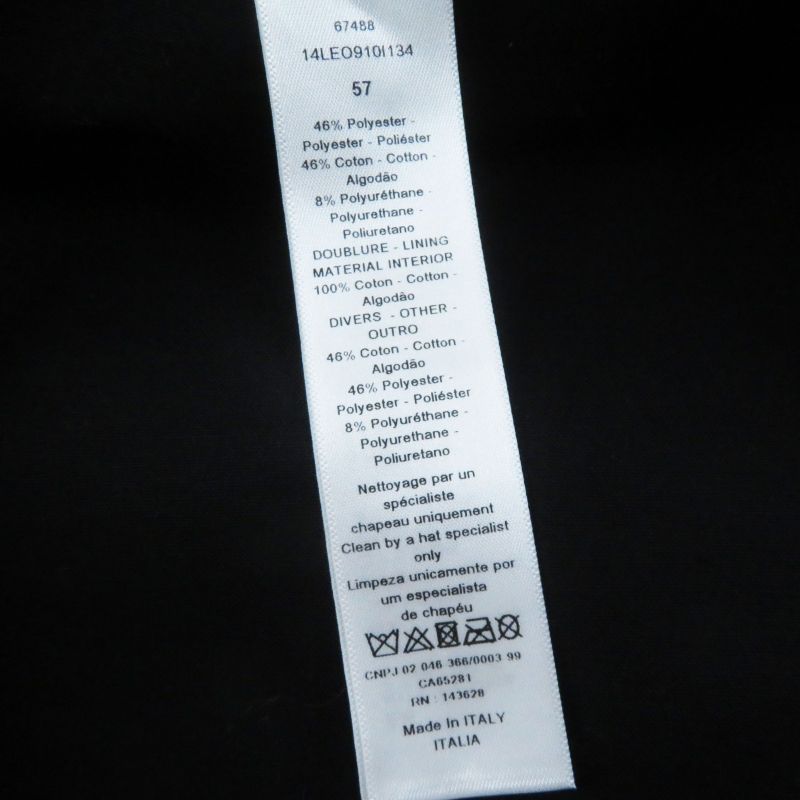 67488
14LEO910I134
57
46% Polyester -
Polyester - Poliéster
46% Coton - Cotton -
Algodão
8% Polyuréthane -
Polyurethane -
Poliuretano
DOUBLURE - LINING
MATERIAL INTERIOR
100% Coton - Cotton -
Algodão
DIVERS - OTHER -
OUTRO
46% Coton - Cotton -
Algodão
46% Polyester -
Polyester - Poliéster
8% Polyuréthane -
Polyurethane -
Poliuretano
Nettoyage par un
spécialiste
chapeau uniquement
Clean by a hat specialist
only
Limpeza unicamente por
um especialista
de chapéu
CNPJ 02 046 366/0003 99
CA65281
RN : 143628
Made In ITALY
ITALIA